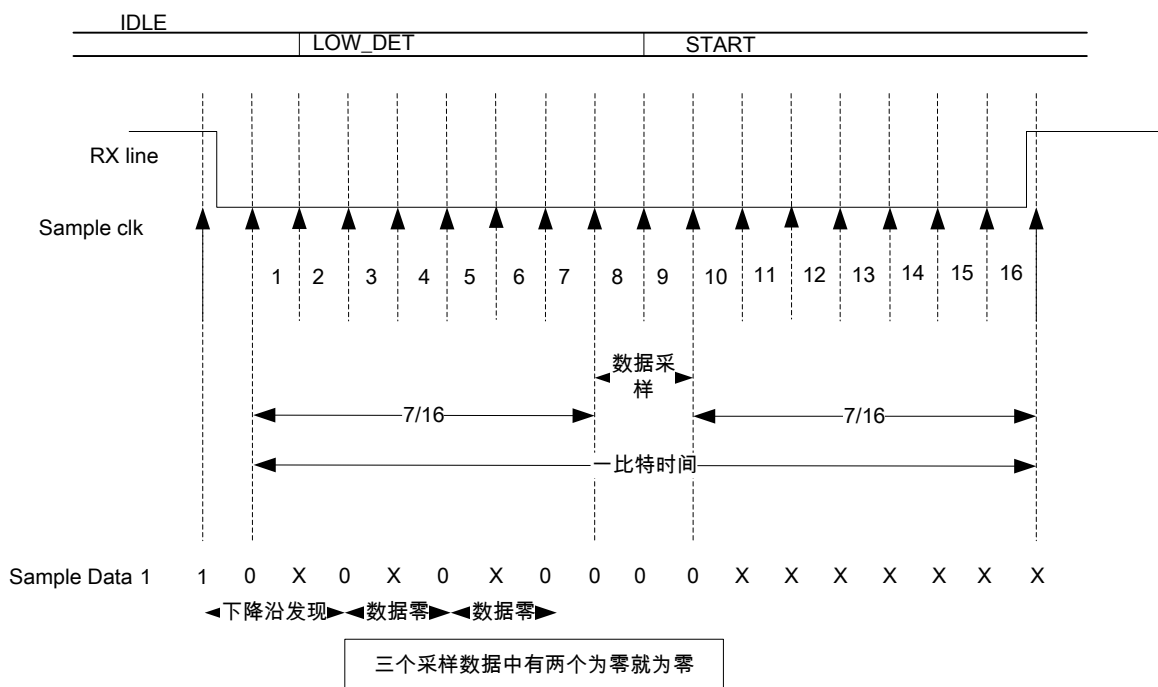 IDLE
LOW_DET START
RX line
Sample clk
1 2 3 4 5 6 7 8 9 10 11 12 13 14 15 16
数据采
样
7/16 7/16
一比特时间
Sample Data 1 1 0 X 0 X 0 X 0 0 0 0 X X X X X X X
下降沿发现 数据零 数据零
三个采样数据中有两个为零就为零